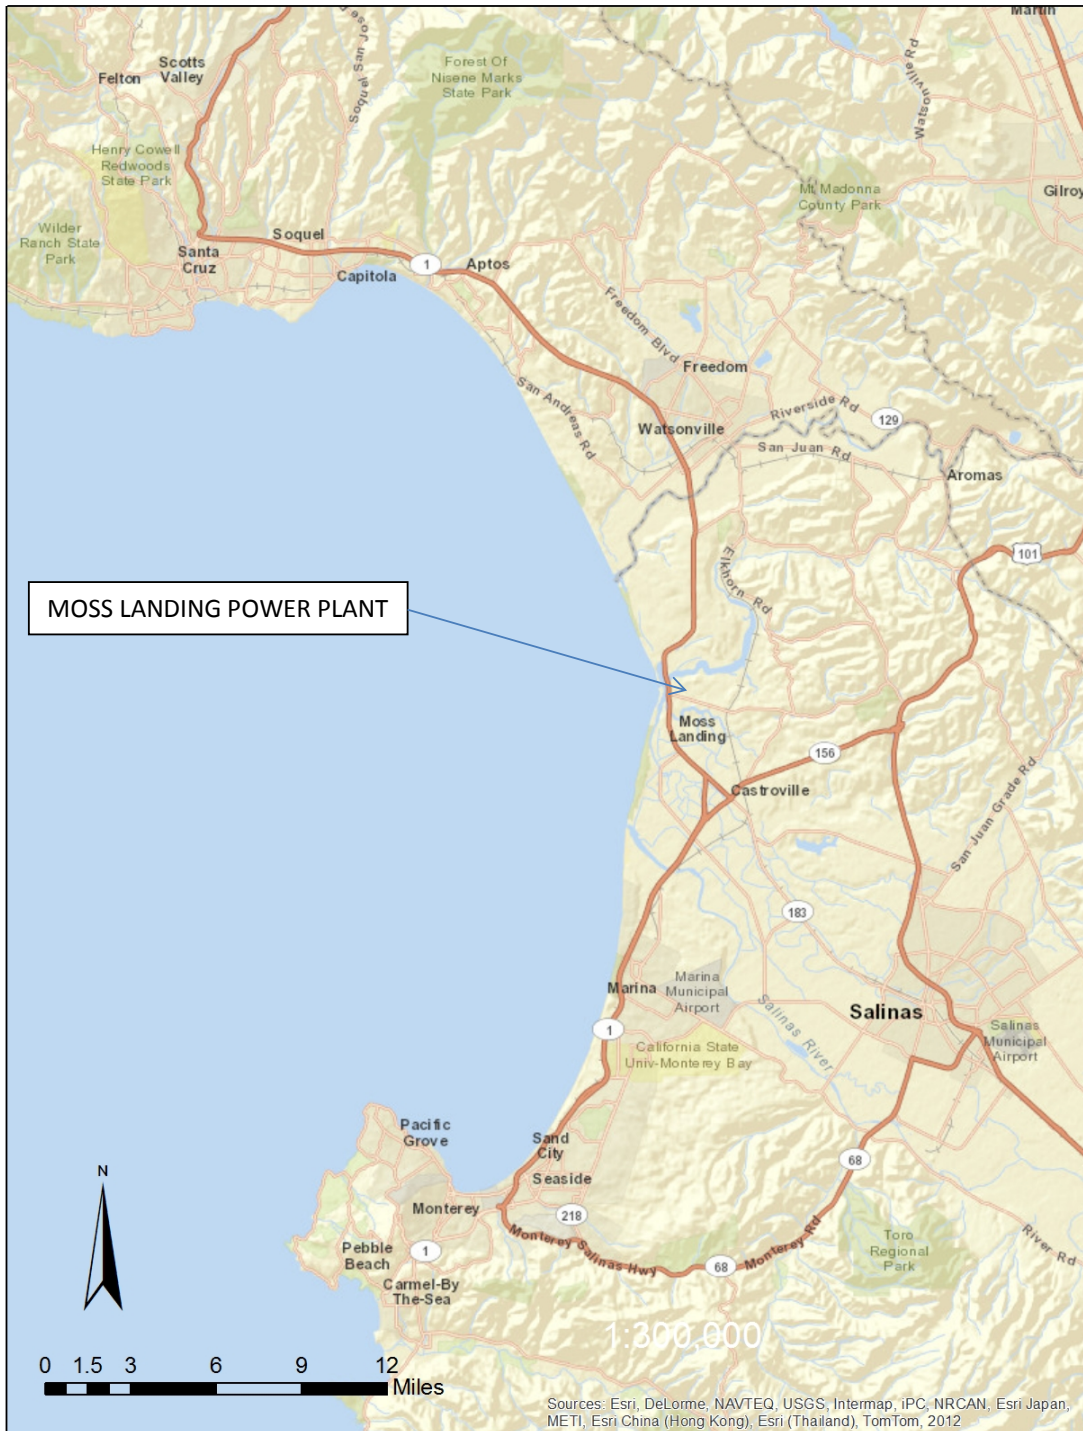 Martin
Scotts
Valley
Felton
Soquel San Jose
Forest Of
Nisene Marks
State Park
Watsonville Rd
Henry Cowell
Redwoods
State Park
Mt Madonna
County Park
Gilroy
Wilder
Ranch State
Park
Soquel
Santa
Cruz
Capitola
1
Aptos
Freedom Blvd
Freedom
San Andreas Rd
Watsonville
Riverside Rd
129
San Juan Rd
Aromas
101
Elkhorn Rd
MOSS LANDING POWER PLANT
Moss
Landing
156
Castroville
San Juan Grade Rd
183
Marina
Marina
Municipal
Airport
Salinas River
Salinas
1
California State
Univ-Monterey Bay
Salinas
Municipal
Airport
Pacific
Grove
Sand
City
Seaside
68
N
Monterey
218
Monterey Salinas Hwy
68
Monterey Rd
Toro
Regional
Park
River Rd
Pebble
Beach
1
Carmel-By
The-Sea
1:300,000
0 1.5 3 6 9 12
Miles
Sources: Esri, DeLorme, NAVTEQ, USGS, Intermap, iPC, NRCAN, Esri Japan,
METI, Esri China (Hong Kong), Esri (Thailand), TomTom, 2012